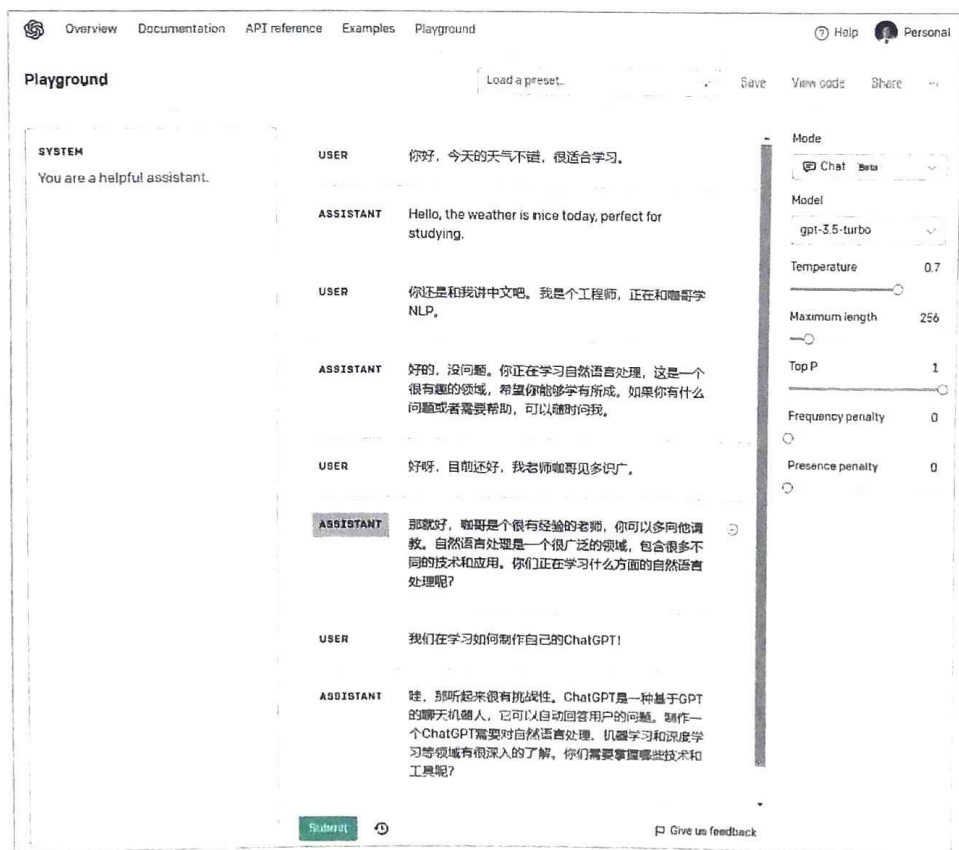 Overview Documentation API reference Examples Playground Help Personal
Playground Load a preset... Save View code Share ...
SYSTEM
You are a helpful assistant.
USER 你好，今天的天气不错，很适合学习。
ASSISTANT Hello, the weather is nice today, perfect for
studying.
USER 你还是和我讲中文吧。我是个工程师，正在和咖哥学
NLP。
ASSISTANT 好的，没问题。你正在学习自然语言处理，这是一个
很有趣的领域，希望你能够学有所成。如果你有什么
问题或者需要帮助，可以随时问我。
USER 好呀，目前还好，我老师咖哥见多识广。
ASSISTANT 那就好，咖哥是个很有经验的老师，你可以多向他请
教。自然语言处理是一个很广泛的领域，包含很多不
同的技术和应用。你们正在学习什么方面的自然语言
处理呢？
USER 我们在学习如何制作自己的ChatGPT！
ASSISTANT 哇，那听起来很有挑战性。ChatGPT是一种基于GPT
的聊天机器人，它可以自动回答用户的问题。制作一
个ChatGPT需要对自然语言处理、机器学习和深度学
习等领域有很深入的了解。你们需要掌握哪些技术和
工具呢？
Submit Give us feedback
Mode
Chat Beta
Model
gpt-3.5-turbo
Temperature 0.7
Maximum length 256
Top P 1
Frequency penalty 0
Presence penalty 0